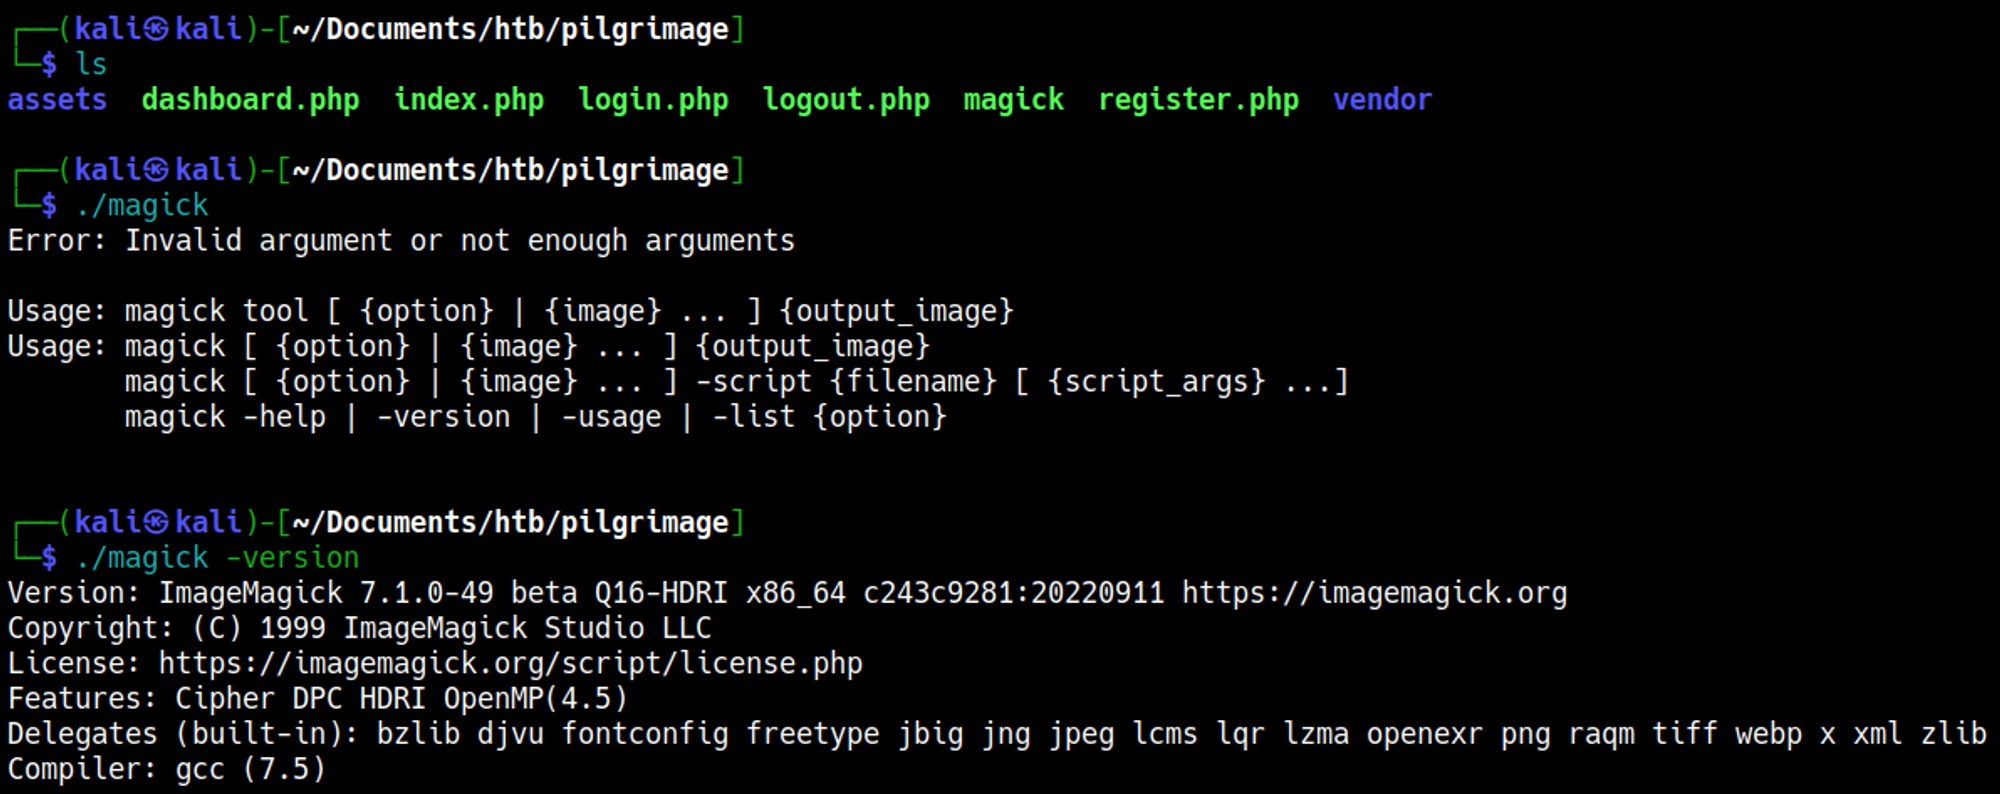 ┌──(kali㉿kali)-[~/Documents/htb/pilgrimage]
└─$ ls
assets  dashboard.php  index.php  login.php  logout.php  magick  register.php  vendor
┌──(kali㉿kali)-[~/Documents/htb/pilgrimage]
└─$ ./magick
Error: Invalid argument or not enough arguments
Usage: magick tool [ {option} | {image} ... ] {output_image}
Usage: magick [ {option} | {image} ... ] {output_image}
       magick [ {option} | {image} ... ] -script {filename} [ {script_args} ...]
       magick -help | -version | -usage | -list {option}
┌──(kali㉿kali)-[~/Documents/htb/pilgrimage]
└─$ ./magick -version
Version: ImageMagick 7.1.0-49 beta Q16-HDRI x86_64 c243c9281:20220911 https://imagemagick.org
Copyright: (C) 1999 ImageMagick Studio LLC
License: https://imagemagick.org/script/license.php
Features: Cipher DPC HDRI OpenMP(4.5)
Delegates (built-in): bzlib djvu fontconfig freetype jbig jng jpeg lcms lqr lzma openexr png raqm tiff webp x xml zlib
Compiler: gcc (7.5)